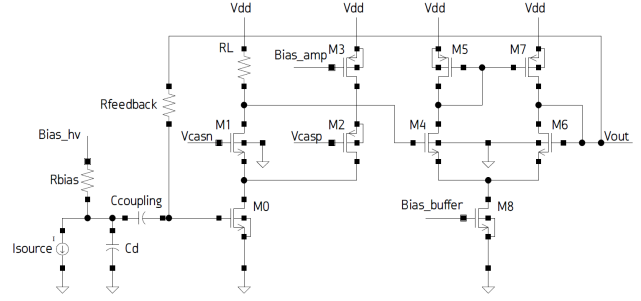 Vdd Vdd Vdd Vdd
RL M3 M5 M7
Bias_amp
Rfeedback
M1 M2 M4 M6
Bias_hv Vcasn Vcasp Vout
Rbias
Ccoupling Bias_buffer M8
M0
Isource Cd